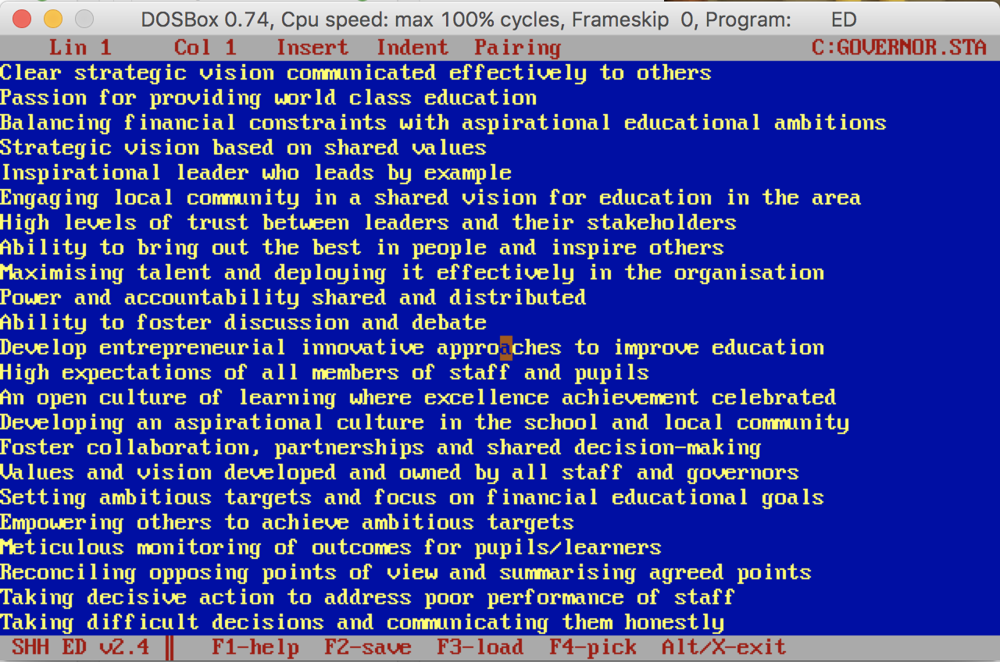 DOSBox 0.74, Cpu speed: max 100% cycles, Frameskip 0, Program: ED
Lin 1 Col 1 Insert Indent Pairing C:GOVERNOR.STA
Clear strategic vision communicated effectively to others
Passion for providing world class education
Balancing financial constraints with aspirational educational ambitions
Strategic vision based on shared values
Inspirational leader who leads by example
Engaging local community in a shared vision for education in the area
High levels of trust between leaders and their stakeholders
Ability to bring out the best in people and inspire others
Maximising talent and deploying it effectively in the organisation
Power and accountability shared and distributed
Ability to foster discussion and debate
Develop entrepreneurial innovative approaches to improve education
High expectations of all members of staff and pupils
An open culture of learning where excellence achievement celebrated
Developing an aspirational culture in the school and local community
Foster collaboration, partnerships and shared decision-making
Values and vision developed and owned by all staff and governors
Setting ambitious targets and focus on financial educational goals
Empowering others to achieve ambitious targets
Meticulous monitoring of outcomes for pupils/learners
Reconciling opposing points of view and summarising agreed points
Taking decisive action to address poor performance of staff
Taking difficult decisions and communicating them honestly
SHH ED v2.4 ║ F1-help F2-save F3-load F4-pick Alt/X-exit